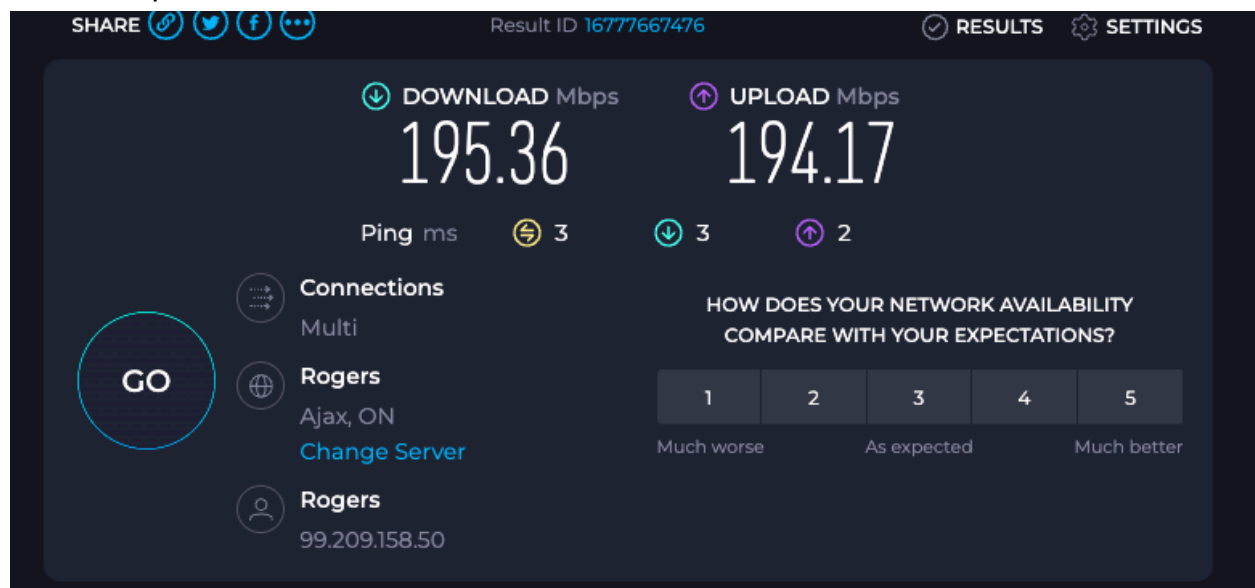 SHARE
Result ID 16777667476
RESULTS
SETTINGS
DOWNLOAD Mbps
195.36
UPLOAD Mbps
194.17
Ping ms 3 3 2
Connections
Multi
GO
Rogers
Ajax, ON
Change Server
Rogers
99.209.158.50
HOW DOES YOUR NETWORK AVAILABILITY
COMPARE WITH YOUR EXPECTATIONS?
1 2 3 4 5
Much worse As expected Much better